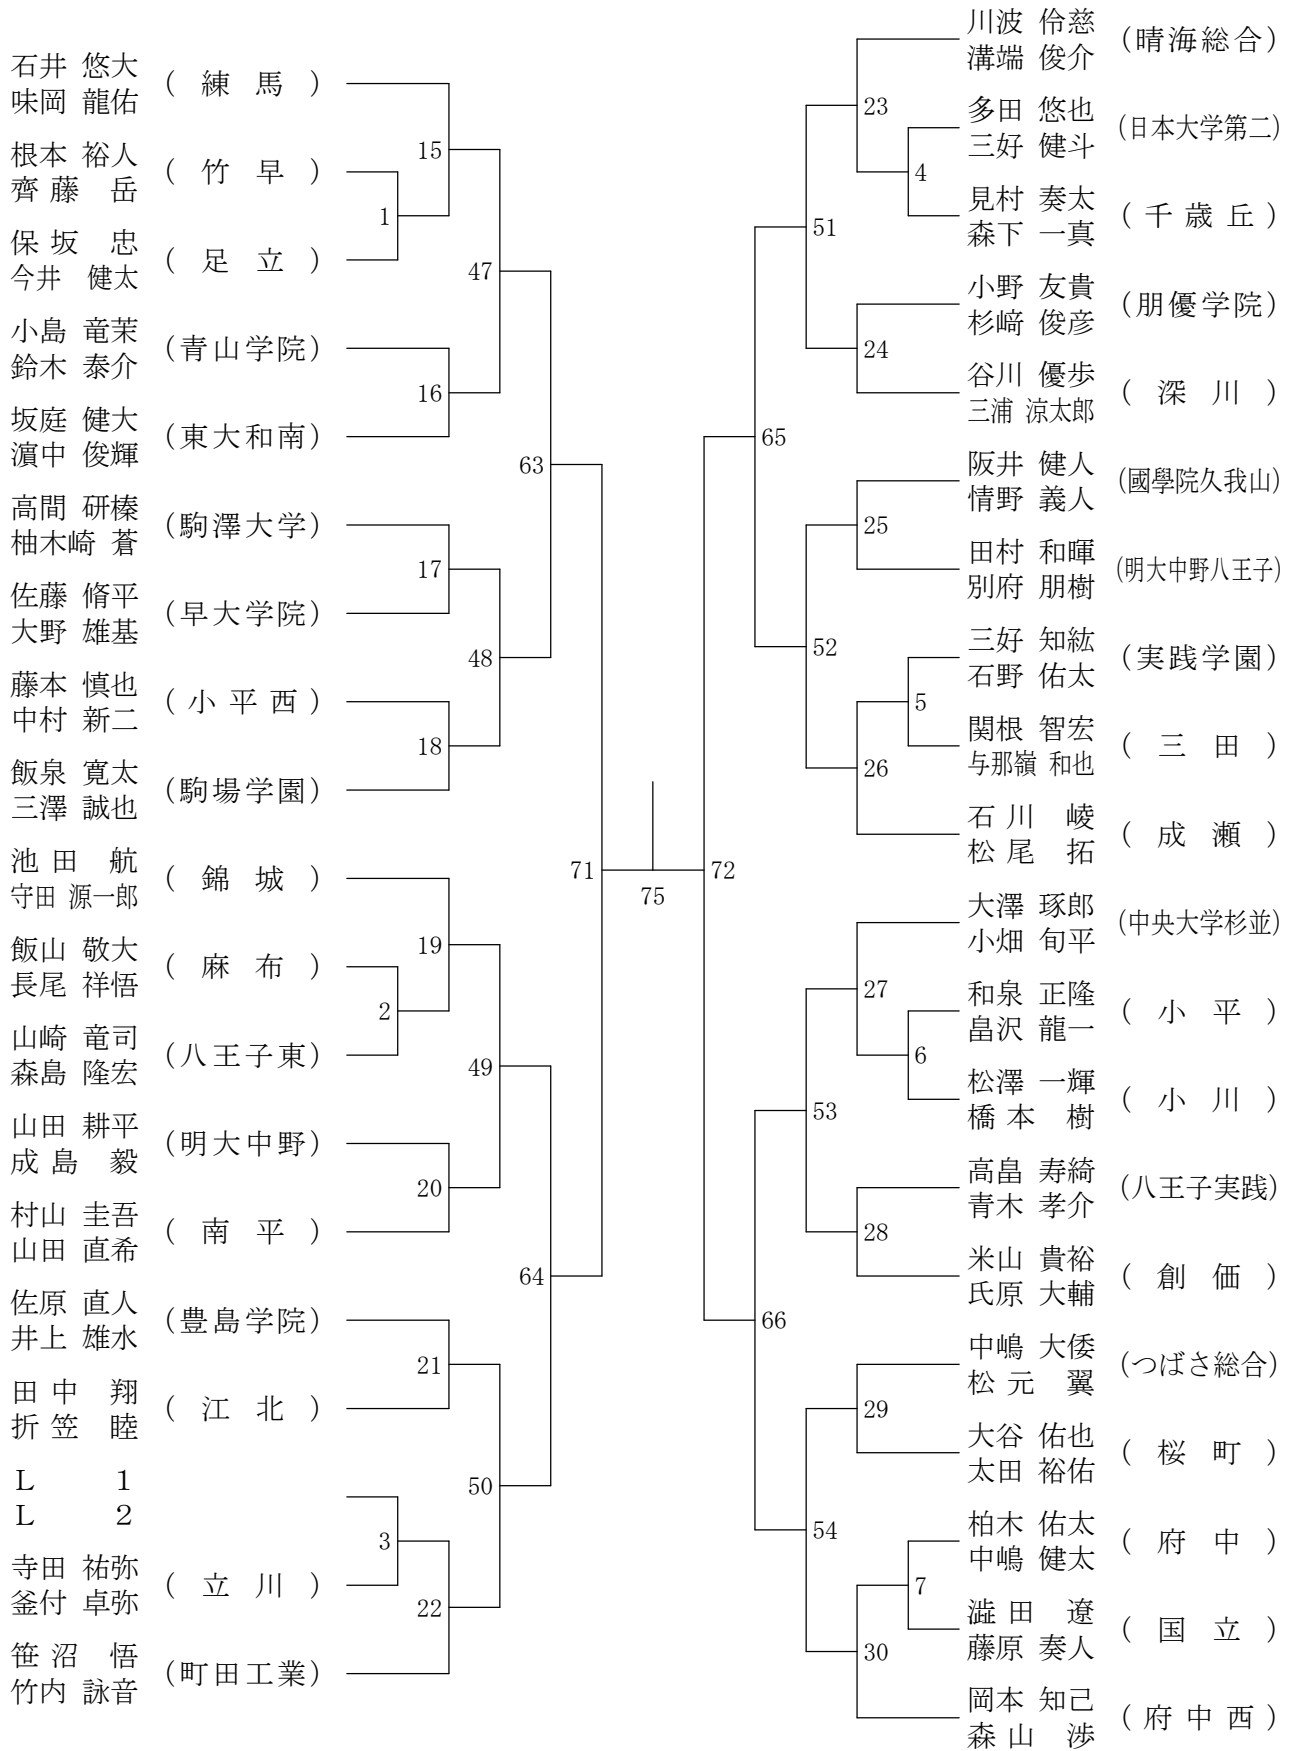 石井 悠大
味岡 龍佑
( 練 馬 )
根本 裕人
齊藤 岳
( 竹 早 )
保坂 忠
今井 健太
( 足 立 )
小島 竜茉
鈴木 泰介
(青山学院)
坂庭 健大
濵中 俊輝
(東大和南)
高間 研榛
柚木崎 蒼
(駒澤大学)
佐藤 脩平
大野 雄基
(早大学院)
藤本 慎也
中村 新二
( 小 平 西 )
飯泉 寛太
三澤 誠也
(駒場学園)
池田 航
守田 源一郎
( 錦 城 )
飯山 敬大
長尾 祥悟
( 麻 布 )
山崎 竜司
森島 隆宏
(八王子東)
山田 耕平
成島 毅
(明大中野)
村山 圭吾
山田 直希
( 南 平 )
佐原 直人
井上 雄水
(豊島学院)
田中 翔
折笠 睦
( 江 北 )
L 1
L 2
寺田 祐弥
釜付 卓弥
( 立 川 )
笹沼 悟
竹内 詠音
(町田工業)
15
1
47
16
63
17
48
18
71
19
2
49
20
64
21
50
3
22
75
72
23
4
51
24
65
25
52
5
26
27
6
53
28
66
29
54
7
30
川波 伶慈
溝端 俊介
(晴海総合)
多田 悠也
三好 健斗
(日本大学第二)
見村 奏太
森下 一真
( 千 歳 丘 )
小野 友貴
杉﨑 俊彦
(朋優学院)
谷川 優歩
三浦 涼太郎
( 深 川 )
阪井 健人
情野 義人
(國學院久我山)
田村 和暉
別府 朋樹
(明大中野八王子)
三好 知紘
石野 佑太
(実践学園)
関根 智宏
与那嶺 和也
( 三 田 )
石川 崚
松尾 拓
( 成 瀬 )
大澤 琢郎
小畑 旬平
(中央大学杉並)
和泉 正隆
畠沢 龍一
( 小 平 )
松澤 一輝
橋本 樹
( 小 川 )
高畠 寿綺
青木 孝介
(八王子実践)
米山 貴裕
氏原 大輔
( 創 価 )
中嶋 大倭
松元 翼
(つばさ総合)
大谷 佑也
太田 裕佑
( 桜 町 )
柏木 佑太
中嶋 健太
( 府 中 )
澁田 遼
藤原 奏人
( 国 立 )
岡本 知己
森山 渉
( 府 中 西 )